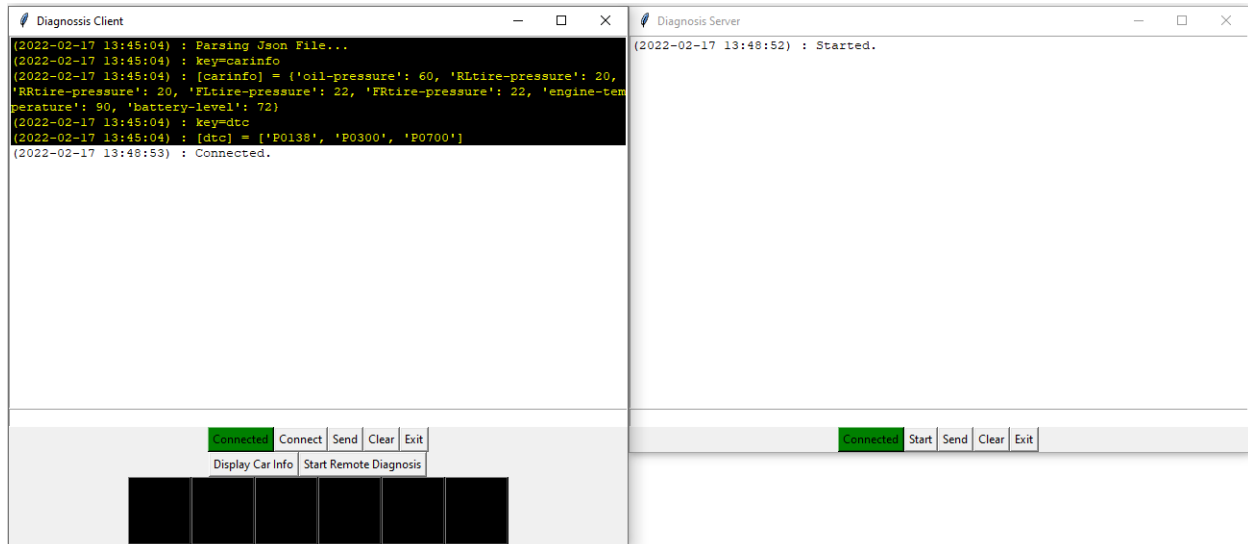 Diagnossis Client
(2022-02-17 13:45:04) : Parsing Json File...
(2022-02-17 13:45:04) : key=carinfo
(2022-02-17 13:45:04) : [carinfo] = {'oil-pressure': 60, 'RLtire-pressure': 20,
'RRtire-pressure': 20, 'FLtire-pressure': 22, 'FRtire-pressure': 22, 'engine-tem
perature': 90, 'battery-level': 72}
(2022-02-17 13:45:04) : key=dtc
(2022-02-17 13:45:04) : [dtc] = ['P0138', 'P0300', 'P0700']
(2022-02-17 13:48:53) : Connected.
Connected Connect Send Clear Exit
Display Car Info Start Remote Diagnosis
Diagnosis Server
(2022-02-17 13:48:52) : Started.
Connected Start Send Clear Exit